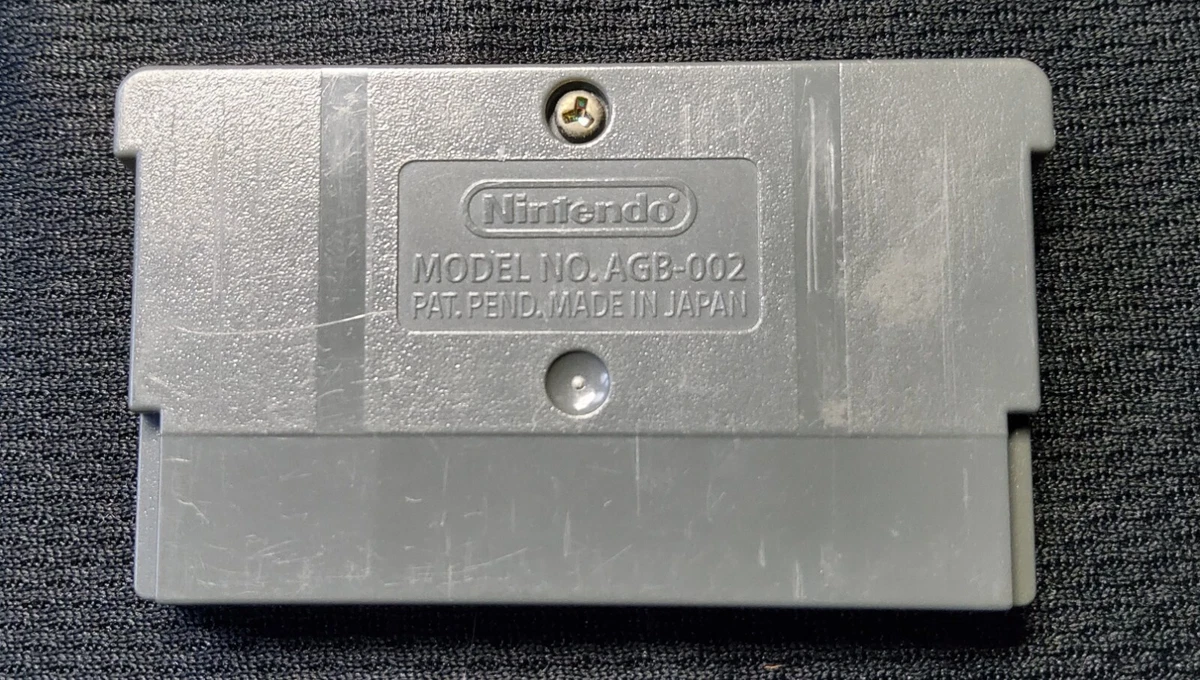 Nintendo®
MODEL NO. AGB-002
PAT. PEND. MADE IN JAPAN